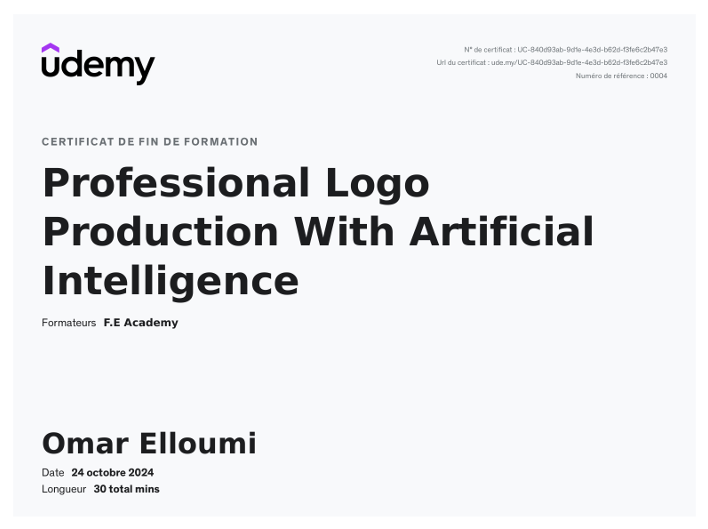 udemy
N° de certificat : UC-840d93ab-9d1e-4e3d-b62d-f3fe6c2b47e3
Url du certificat : ude.my/UC-840d93ab-9d1e-4e3d-b62d-f3fe6c2b47e3
Numéro de référence : 0004
CERTIFICAT DE FIN DE FORMATION
Professional Logo
Production With Artificial
Intelligence
Formateurs F.E Academy
Omar Elloumi
Date 24 octobre 2024
Longueur 30 total mins